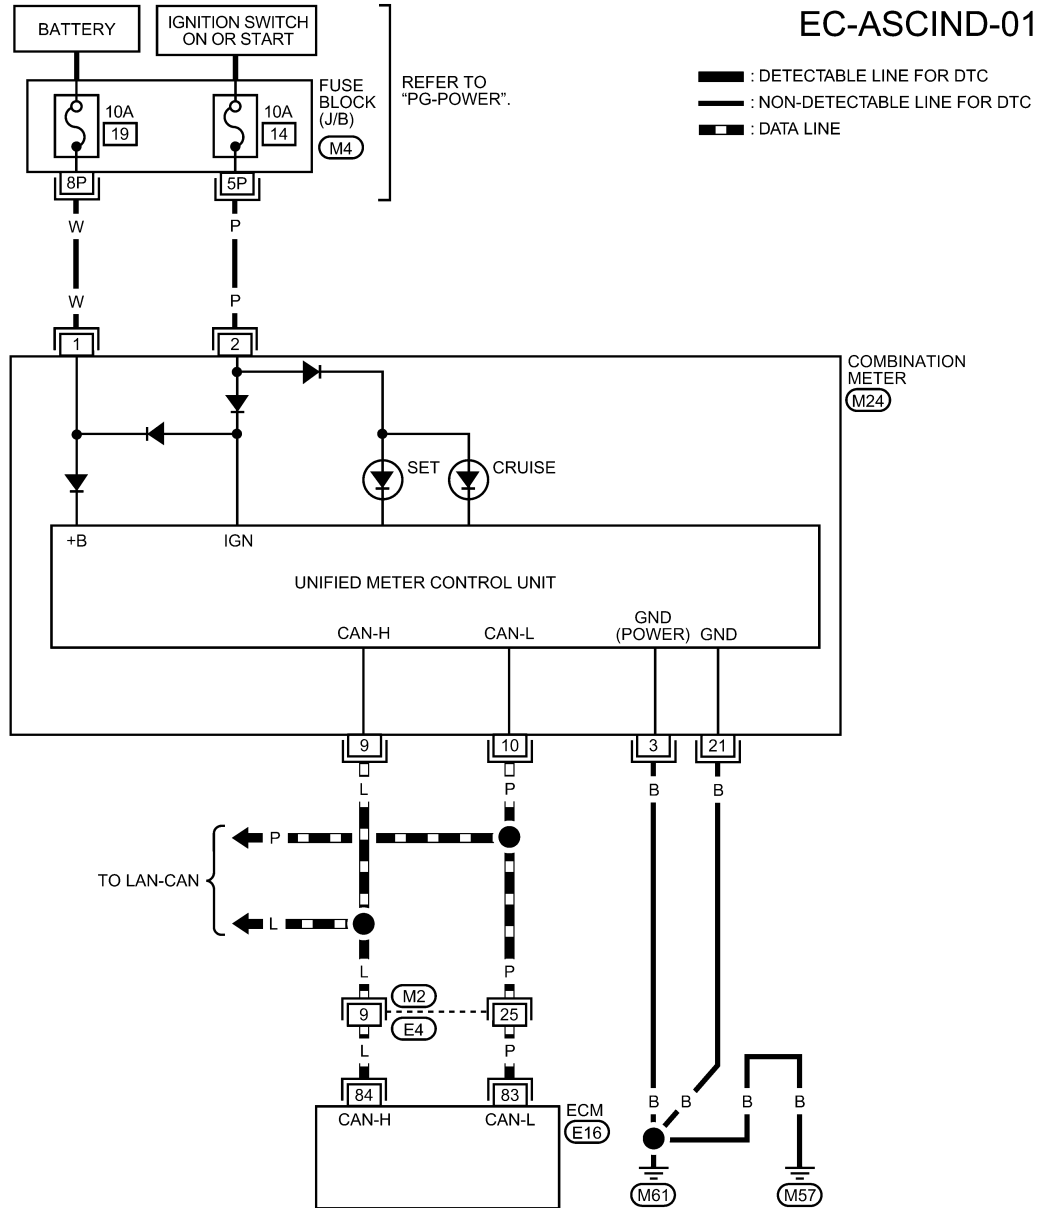 EC-ASCIND-01
BATTERY
IGNITION SWITCH
ON OR START
: DETECTABLE LINE FOR DTC
: NON-DETECTABLE LINE FOR DTC
: DATA LINE
10A
19
10A
14
FUSE
BLOCK
(J/B)
M4
REFER TO
“PG-POWER”.
8P
5P
W
P
W
P
1
2
COMBINATION
METER
M24
SET
CRUISE
+B
IGN
UNIFIED METER CONTROL UNIT
CAN-H
CAN-L
GND
(POWER)
GND
9
10
3
21
L
P
B
B
P
TO LAN-CAN
L
L
P
9
M2
E4
25
L
P
84
83
CAN-H
CAN-L
ECM
E16
B
B
B
B
M61
M57